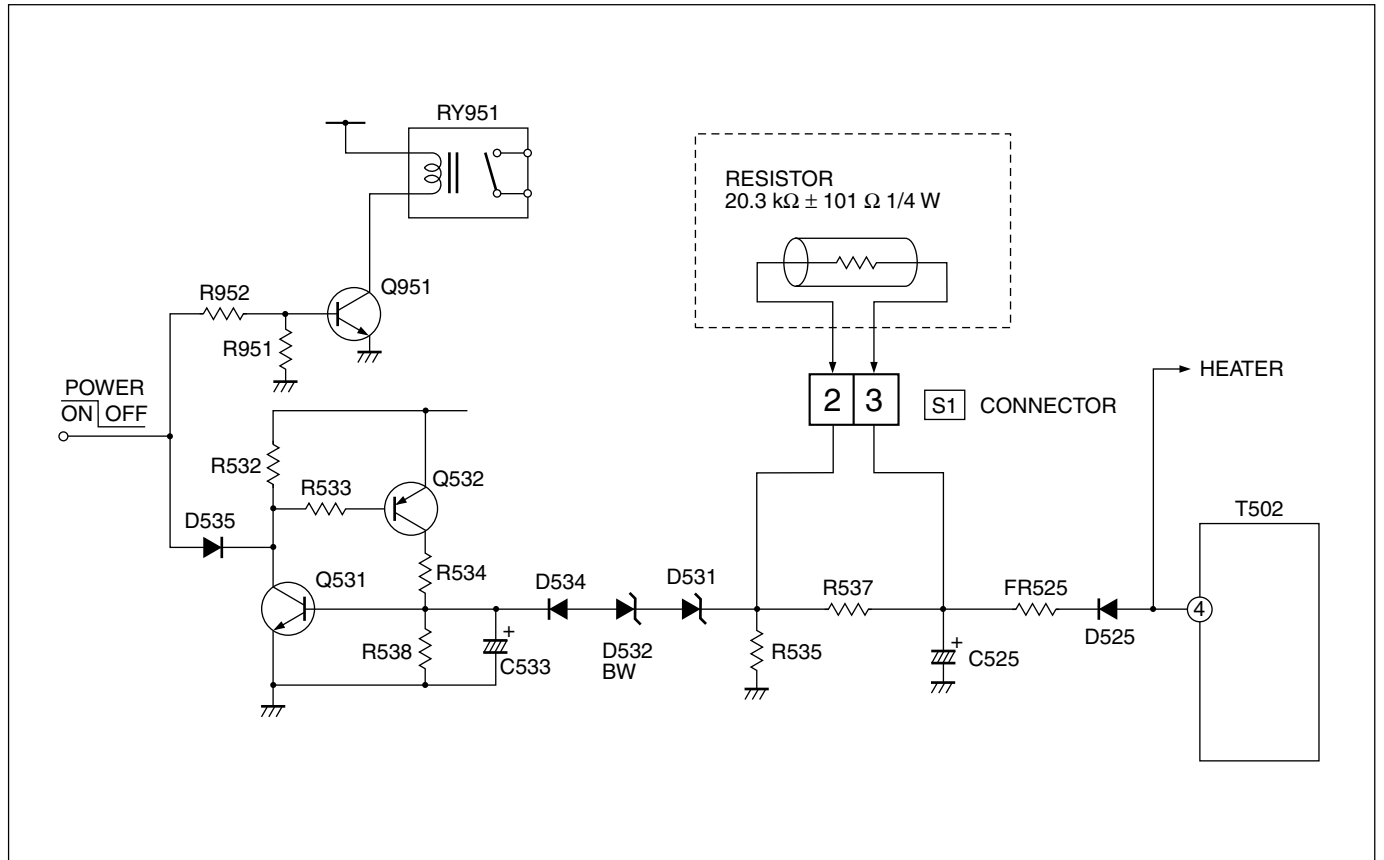 RY951
RESISTOR
20.3 kΩ ± 101 Ω 1/4 W
Q951
R952
R951
POWER
ON OFF
2 3
S1 CONNECTOR
HEATER
R532
R533
Q532
D535
Q531
R534
R538
+
C533
D534
D532
BW
D531
R537
R535
+
C525
FR525
D525
T502
4